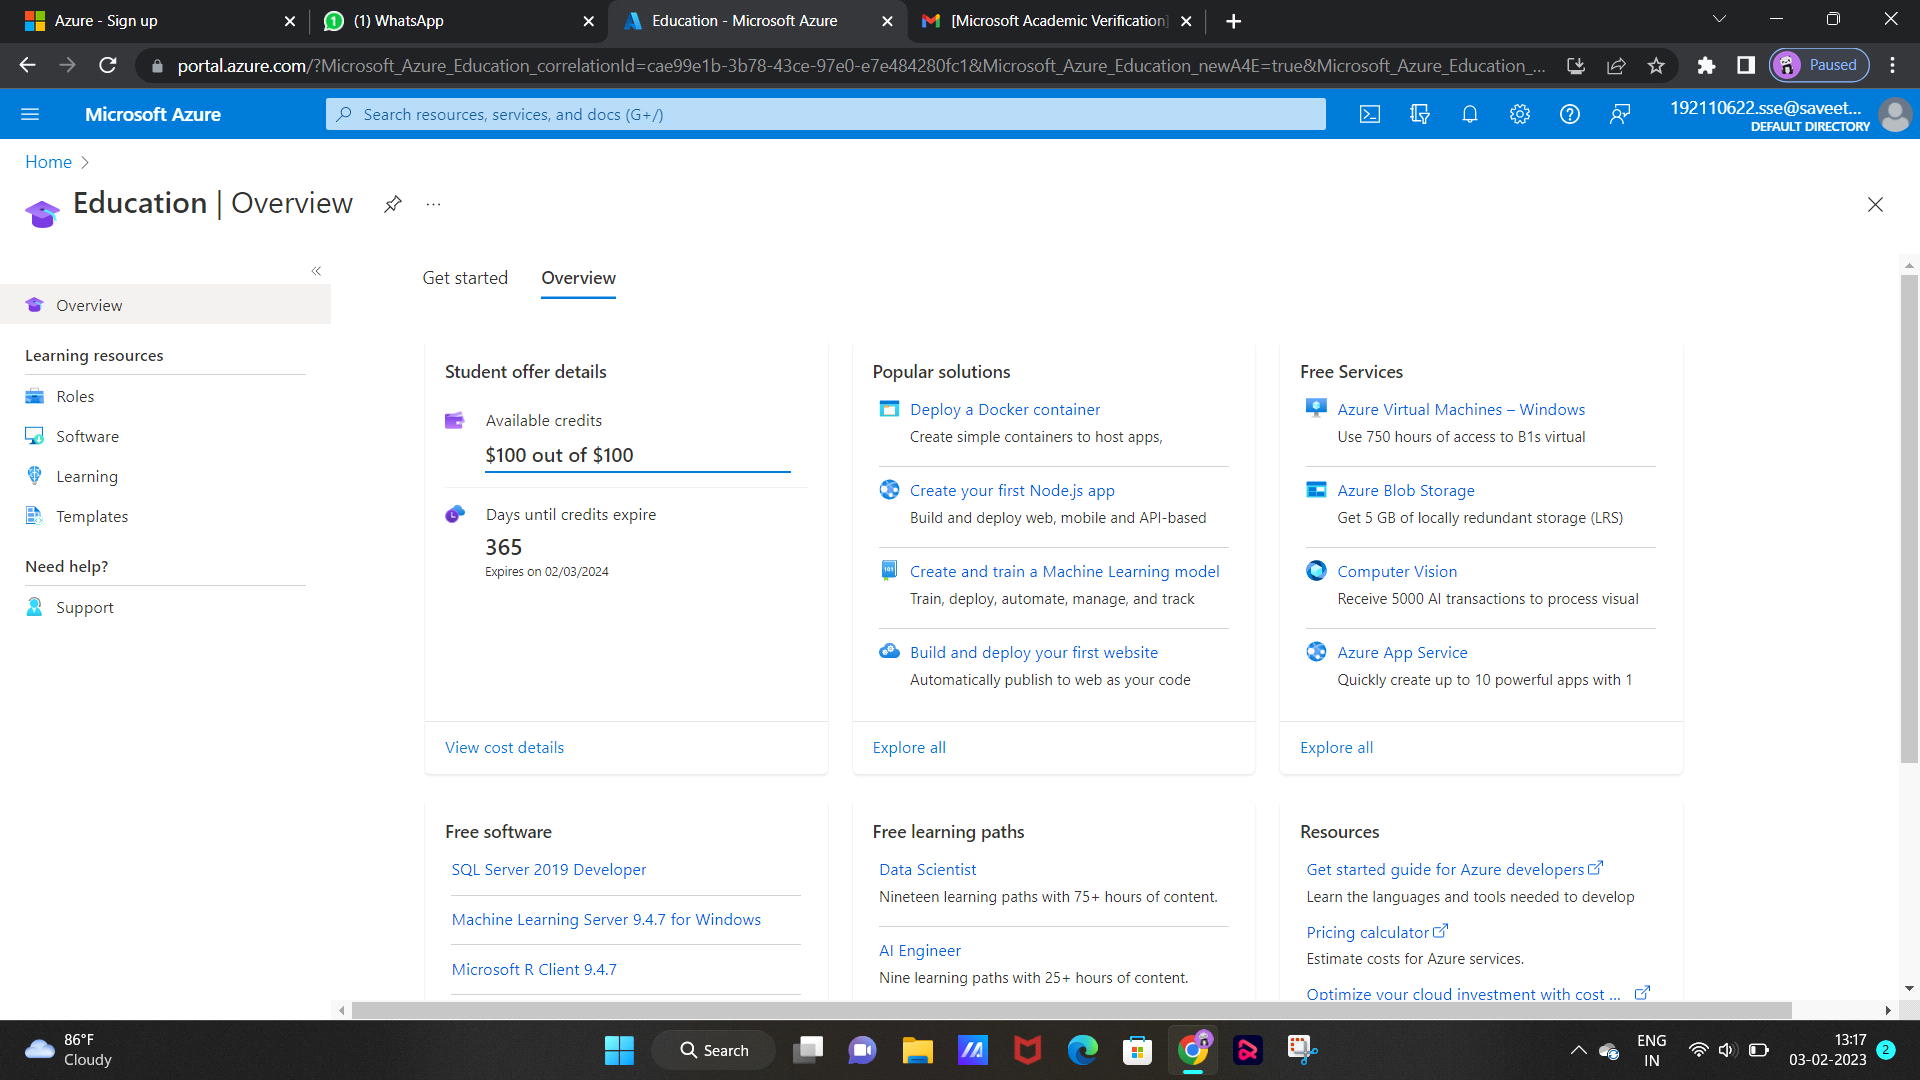 Azure - Sign up
(1) WhatsApp
Education - Microsoft Azure
[Microsoft Academic Verification]
portal.azure.com/?Microsoft_Azure_Education_correlationId=cae99e1b-3b78-43ce-97e0-e7e484280fc1&Microsoft_Azure_Education_newA4E=true&Microsoft_Azure_Education_...
Paused
Microsoft Azure
Search resources, services, and docs (G+/)
192110622.sse@saveet...
DEFAULT DIRECTORY
Home
Education | Overview
Overview
Learning resources
Roles
Software
Learning
Templates
Need help?
Support
Get started
Overview
Student offer details
Available credits
$100 out of $100
Days until credits expire
365
Expires on 02/03/2024
View cost details
Popular solutions
Deploy a Docker container
Create simple containers to host apps,
Create your first Node.js app
Build and deploy web, mobile and API-based
Create and train a Machine Learning model
Train, deploy, automate, manage, and track
Build and deploy your first website
Automatically publish to web as your code
Explore all
Free Services
Azure Virtual Machines – Windows
Use 750 hours of access to B1s virtual
Azure Blob Storage
Get 5 GB of locally redundant storage (LRS)
Computer Vision
Receive 5000 AI transactions to process visual
Azure App Service
Quickly create up to 10 powerful apps with 1
Explore all
Free software
SQL Server 2019 Developer
Machine Learning Server 9.4.7 for Windows
Microsoft R Client 9.4.7
Free learning paths
Data Scientist
Nineteen learning paths with 75+ hours of content.
AI Engineer
Nine learning paths with 25+ hours of content.
Resources
Get started guide for Azure developers
Learn the languages and tools needed to develop
Pricing calculator
Estimate costs for Azure services.
Optimize your cloud investment with cost ...
86°F
Cloudy
Search
ENG
IN
13:17
03-02-2023
2